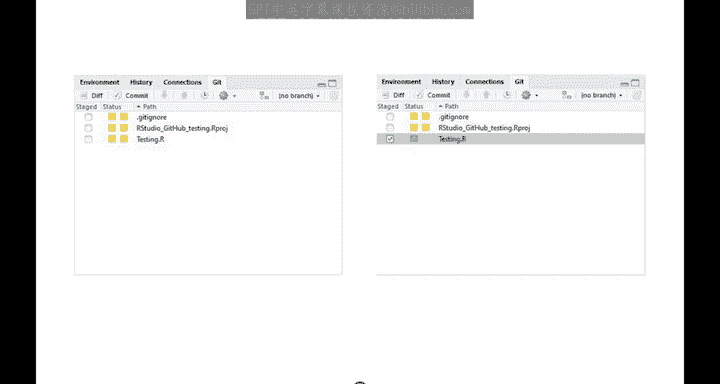 Environment History Connections Git
Diff Commit (no branch)
Staged Status Path
.gitignore
RStudio_GitHub_testing.Rproj
Testing.R
Environment History Connections Git
Diff Commit (no branch)
Staged Status Path
.gitignore
RStudio_GitHub_testing.Rproj
Testing.R